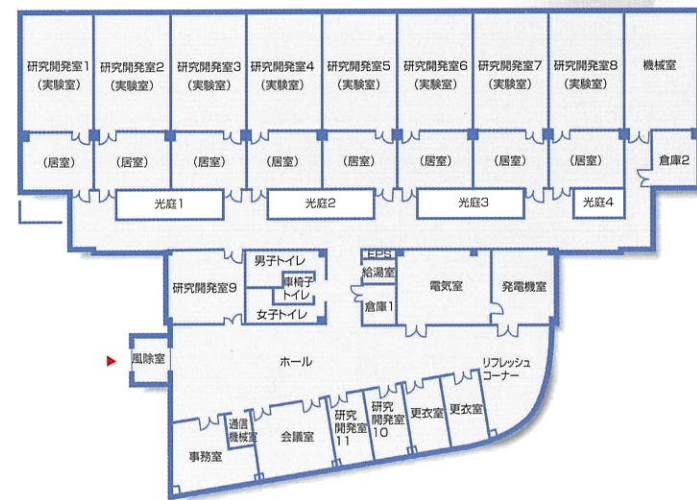 研究開発室1
(実験室)
研究開発室2
(実験室)
研究開発室3
(実験室)
研究開発室4
(実験室)
研究開発室5
(実験室)
研究開発室6
(実験室)
研究開発室7
(実験室)
研究開発室8
(実験室)
機械室
(居室)
(居室)
(居室)
(居室)
(居室)
(居室)
(居室)
(居室)
倉庫2
光庭1
光庭2
光庭3
光庭4
研究開発室9
男子トイレ
車椅子
トイレ
女子トイレ
EPS
給湯室
倉庫1
電気室
発電機室
風除室
ホール
リフレッシュ
コーナー
事務室
通信
機械室
会議室
研究
開発室
11
研究
開発室
10
更衣室
更衣室